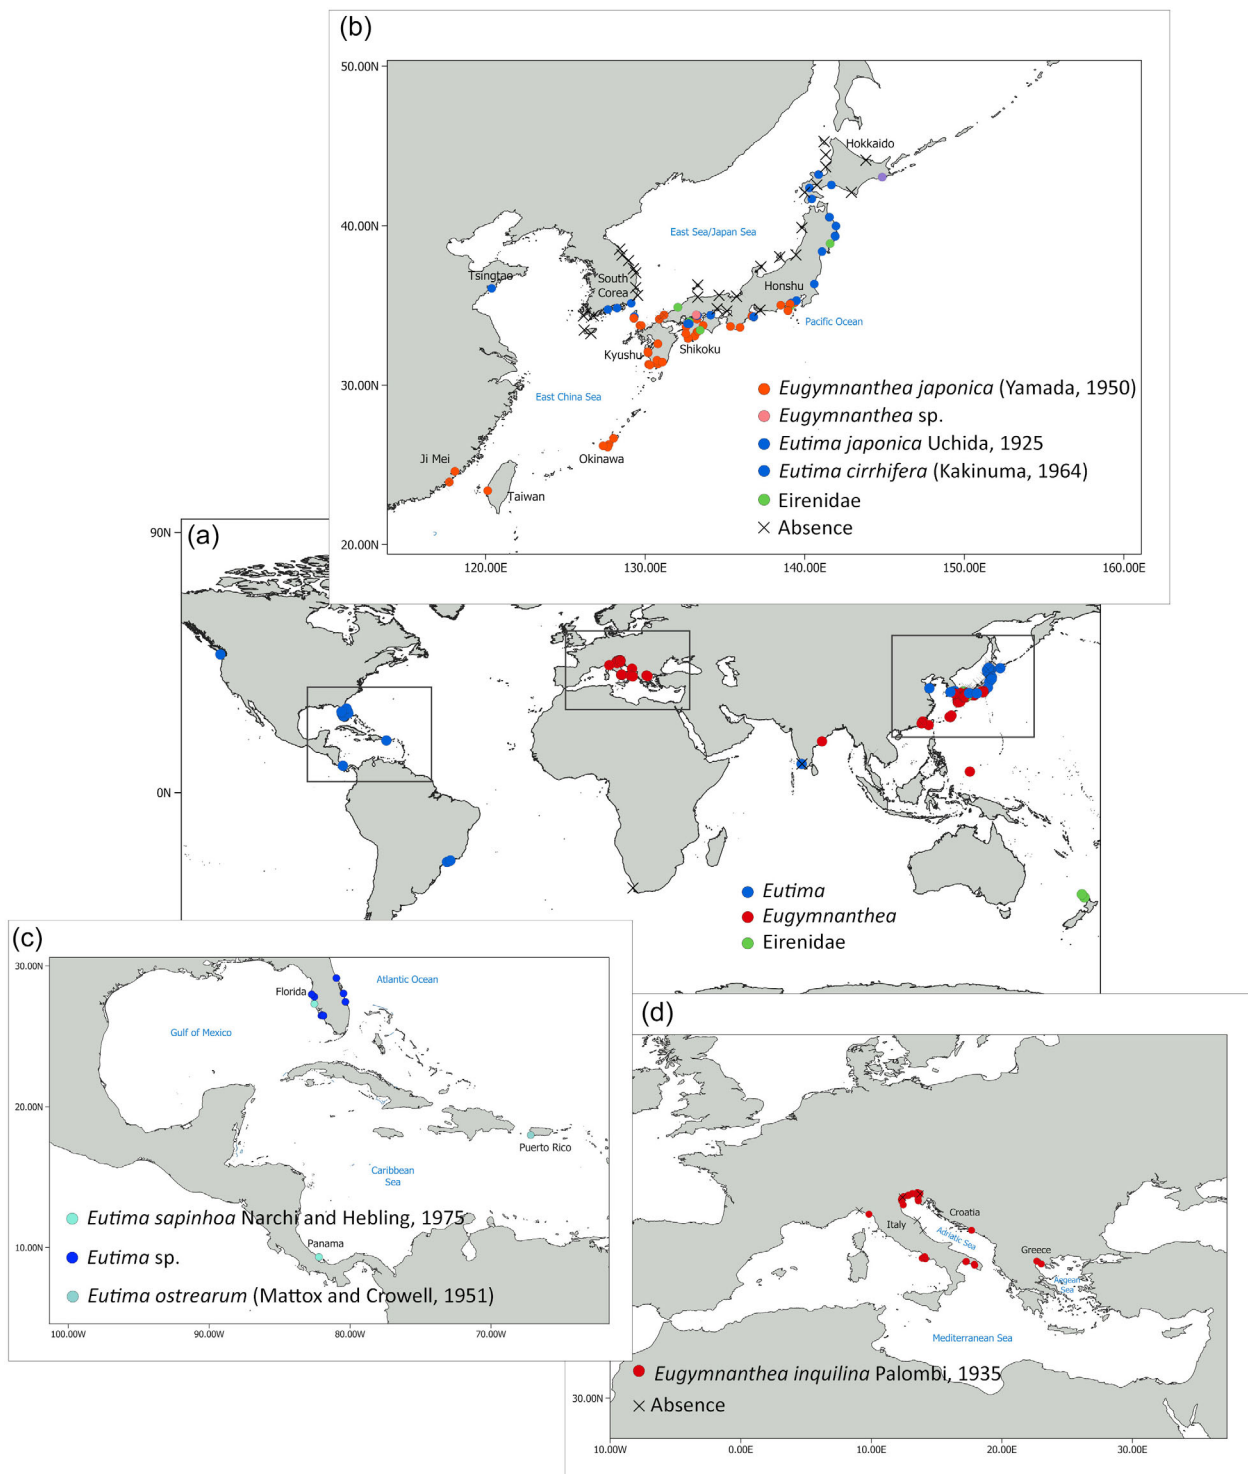 (b)
50.00N
40.00N
30.00N
20.00N
Hokkaido
East Sea/Japan Sea
Tsingtao
South
Corea
Honshu
Pacific Ocean
Kyushu
Shikoku
East China Sea
Ji Mei
Okinawa
Taiwan
Eugymnanthea japonica (Yamada, 1950)
Eugymnanthea sp.
Eutima japonica Uchida, 1925
Eutima cirrhifera (Kakinuma, 1964)
Eirenidae
Absence
120.00E
130.00E
140.00E
150.00E
160.00E
(a)
90N
0N
Eutima
Eugymnanthea
Eirenidae
(c)
30.00N
20.00N
10.00N
Florida
Atlantic Ocean
Gulf of Mexico
Puerto Rico
Caribbean
Sea
Panama
Eutima sapinhoa Narchi and Hebling, 1975
Eutima sp.
Eutima ostrearum (Mattox and Crowell, 1951)
100.00W
90.00W
80.00W
70.00W
(d)
Croatia
Italy
Adriatic Sea
Greece
Aegean
Sea
Mediterranean Sea
Eugymnanthea inquilina Palombi, 1935
Absence
30.00N
10.00W
0.00E
10.00E
20.00E
30.00E